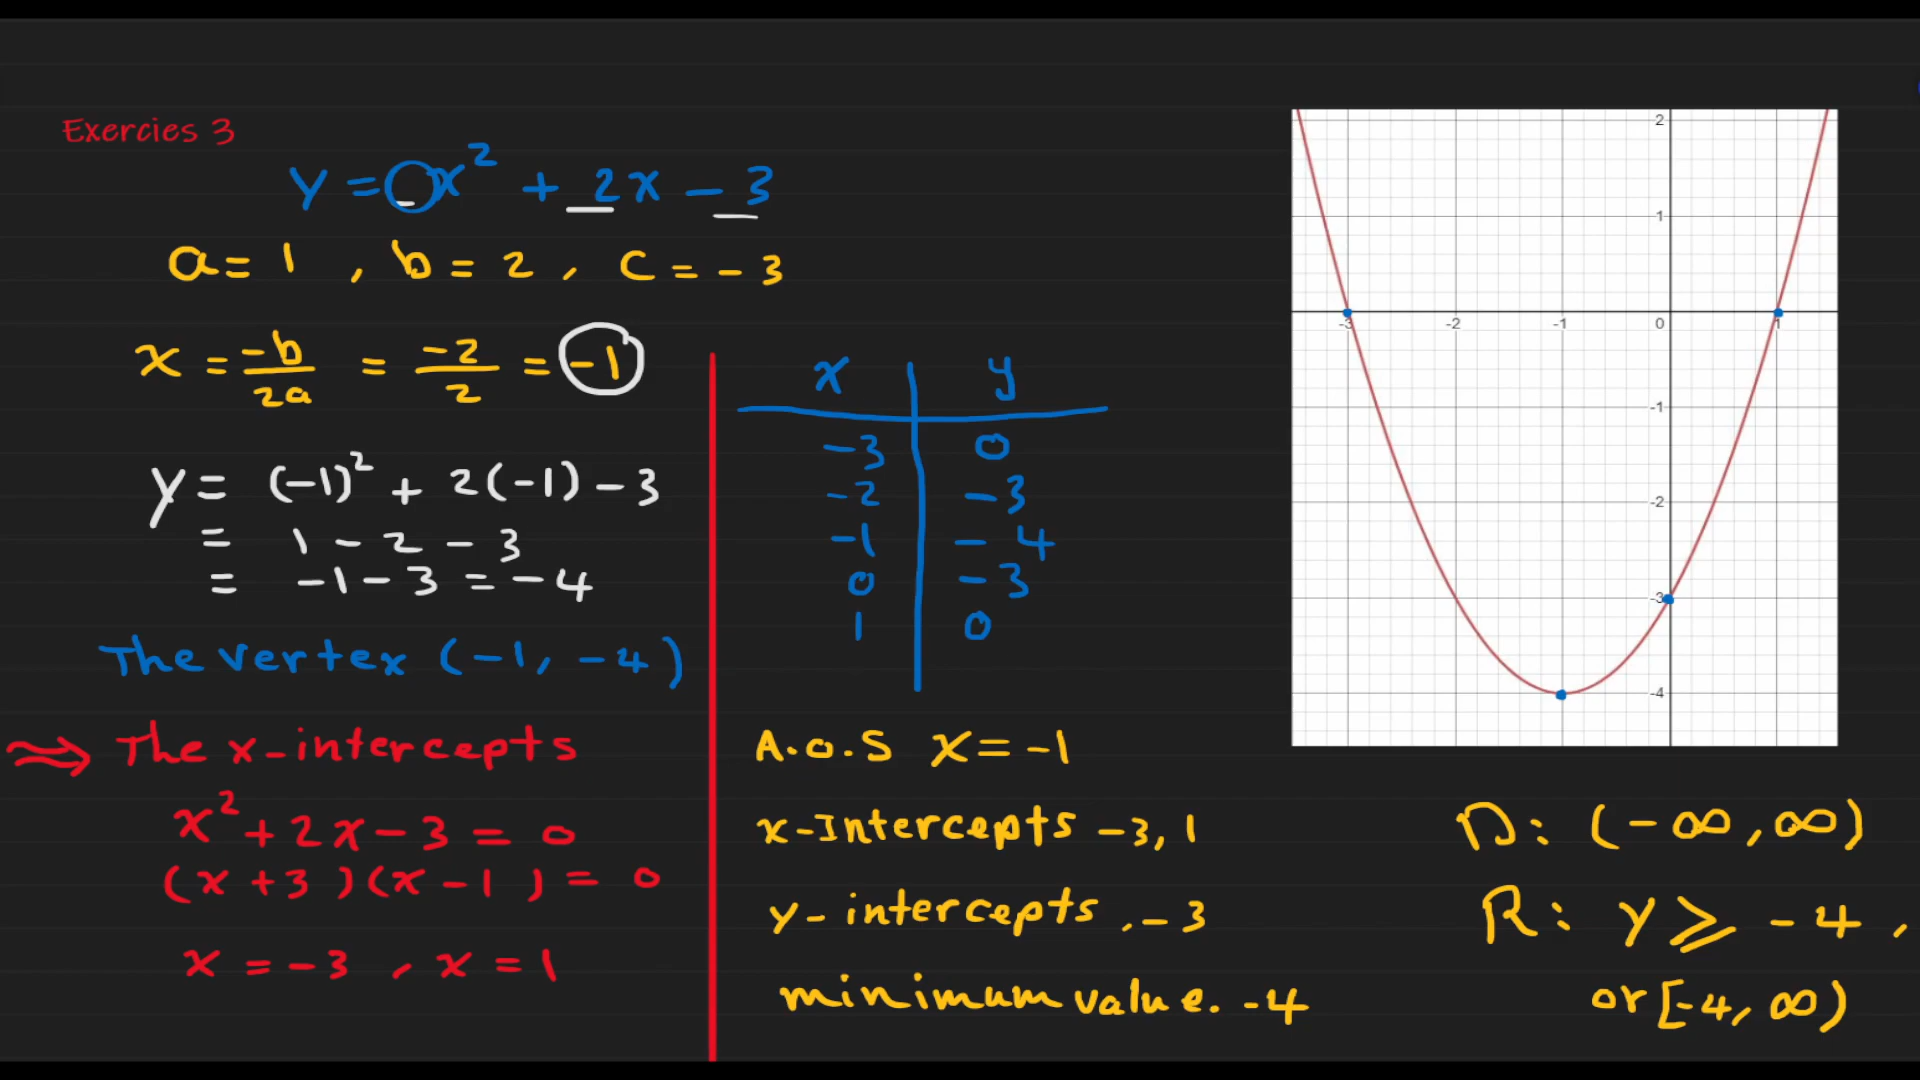 Exercies 3
y = x² + 2x - 3
a = 1 , b = 2 , c = -3
x = -b/2a = -2/2 = -1
y = (-1)² + 2(-1) - 3
= 1 - 2 - 3
= -1 - 3 = -4
The vertex (-1, -4)
⇒ The x-intercepts
x² + 2x - 3 = 0
(x + 3)(x - 1) = 0
x = -3 , x = 1
x y
-3 0
-2 -3
-1 -4
0 -3
1 0
A.o.S x = -1
x-Intercepts -3, 1
y-intercepts . -3
minimum value. -4
2
1
-3 -2 -1 0 1
-1
-2
-3
-4
D: (-∞, ∞)
R: y ⩾ -4 ,
or [-4, ∞)